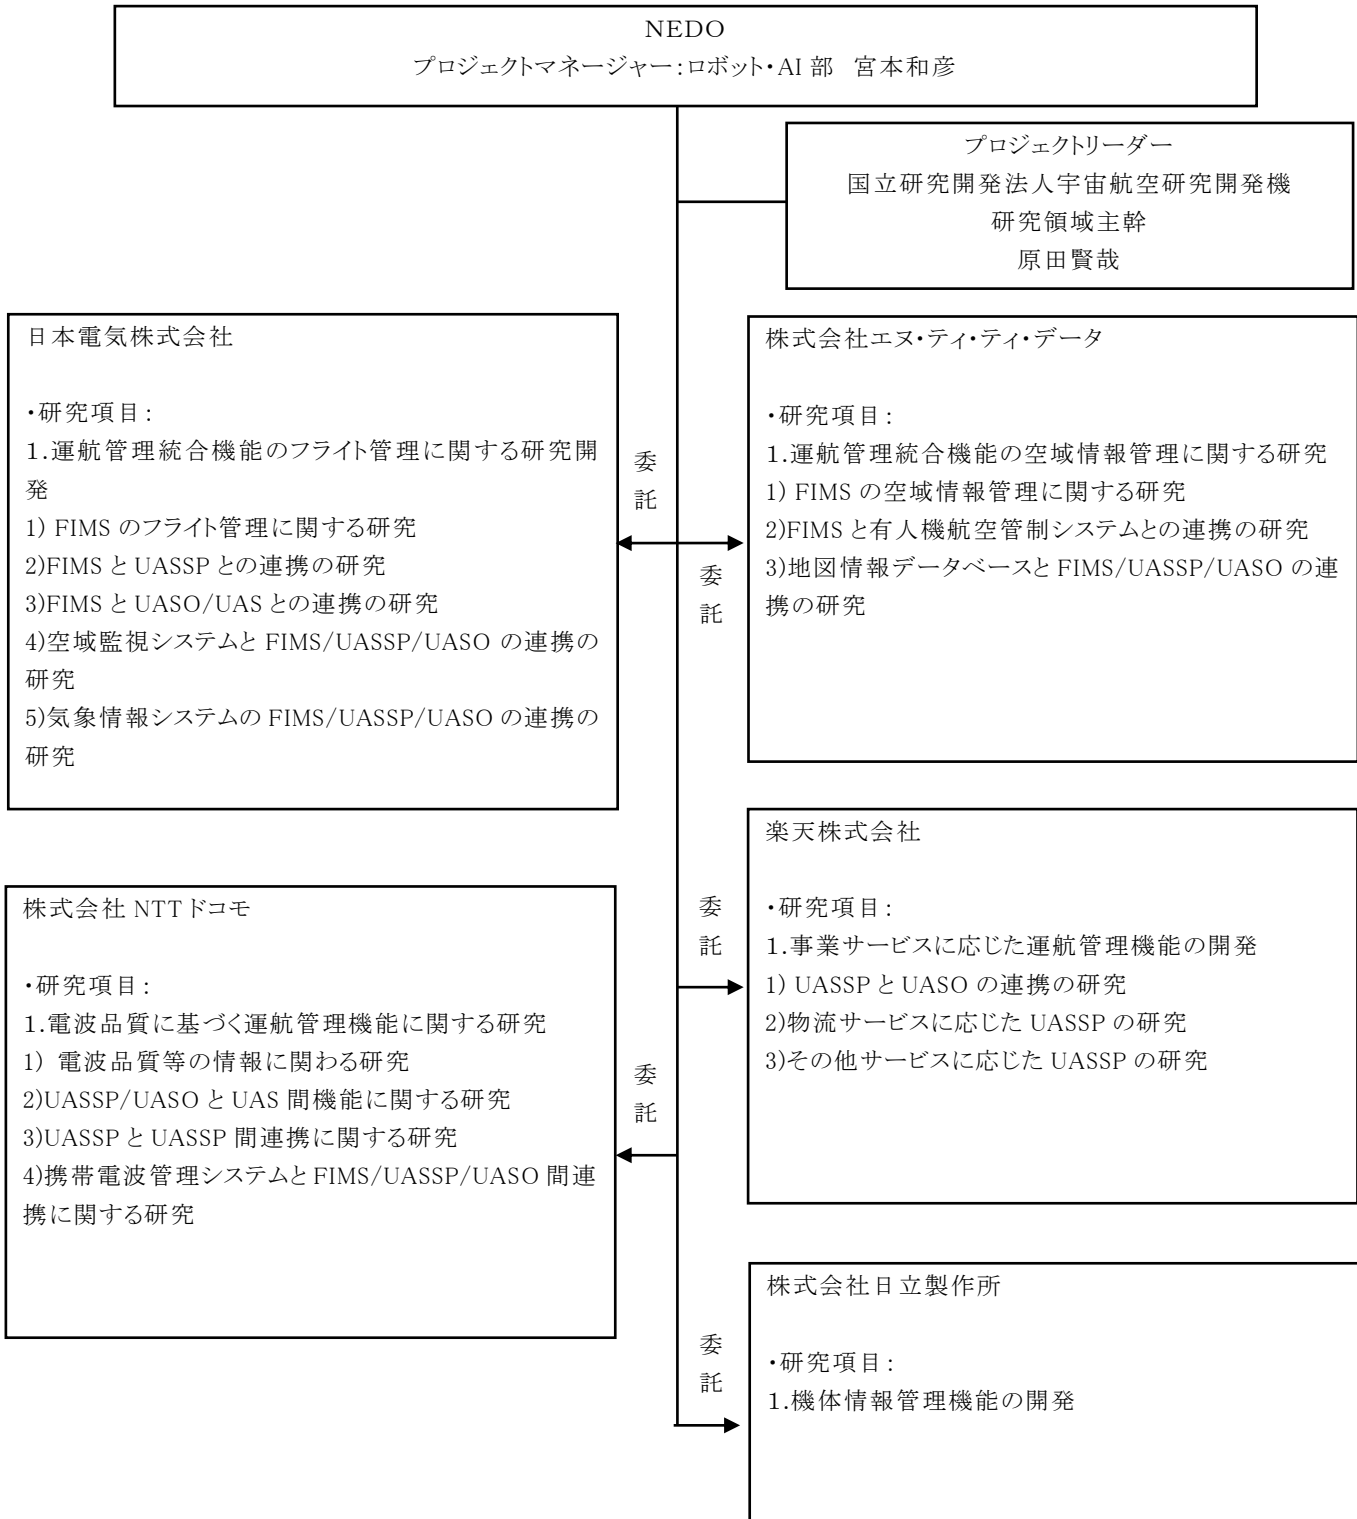 NEDO
プロジェクトマネージャー:ロボット・AI 部　宮本和彦
プロジェクトリーダー
国立研究開発法人宇宙航空研究開発機
研究領域主幹
原田賢哉
日本電気株式会社
・研究項目:
1.運航管理統合機能のフライト管理に関する研究開
発
1) FIMS のフライト管理に関する研究
2)FIMS と UASSP との連携の研究
3)FIMS と UASO/UAS との連携の研究
4)空域監視システムと FIMS/UASSP/UASO の連携の
研究
5)気象情報システムの FIMS/UASSP/UASO の連携の
研究
委
託
株式会社エヌ・ティ・ティ・データ
・研究項目:
1.運航管理統合機能の空域情報管理に関する研究
1) FIMS の空域情報管理に関する研究
2)FIMS と有人機航空管制システムとの連携の研究
3)地図情報データベースと FIMS/UASSP/UASO の連
携の研究
委
託
楽天株式会社
・研究項目:
1.事業サービスに応じた運航管理機能の開発
1) UASSP と UASO の連携の研究
2)物流サービスに応じた UASSP の研究
3)その他サービスに応じた UASSP の研究
委
託
株式会社 NTTドコモ
・研究項目:
1.電波品質に基づく運航管理機能に関する研究
1) 電波品質等の情報に関わる研究
2)UASSP/UASO と UAS 間機能に関する研究
3)UASSP と UASSP 間連携に関する研究
4)携帯電波管理システムと FIMS/UASSP/UASO 間連
携に関する研究
委
託
株式会社日立製作所
・研究項目:
1.機体情報管理機能の開発
委
託